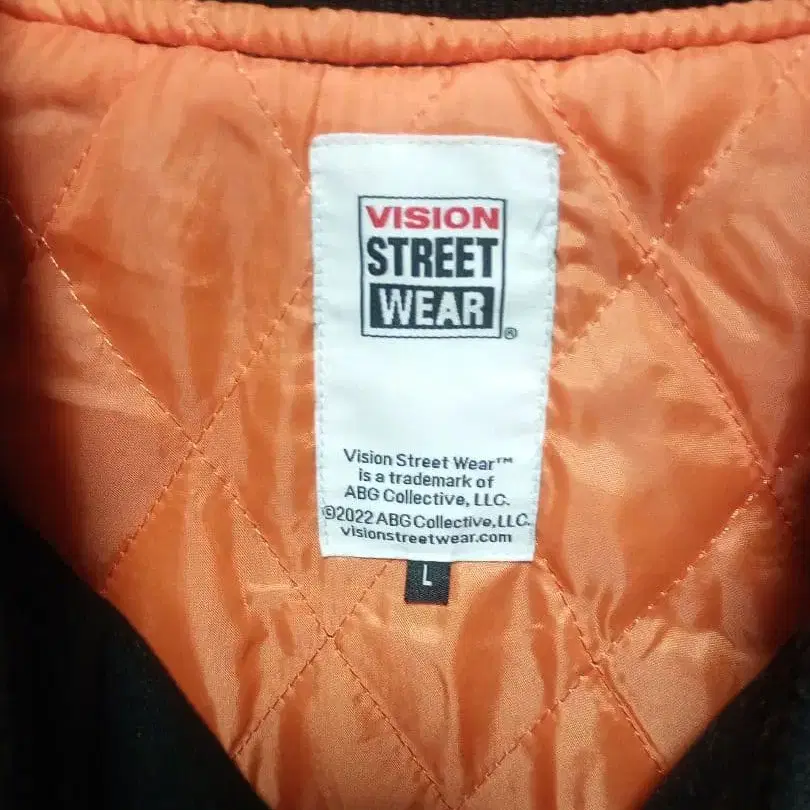 VISION
STREET
WEAR
®
Vision Street Wear™
is a trademark of
ABG Collective, LLC.
©2022 ABG Collective, LLC.
visionstreetwear.com
L